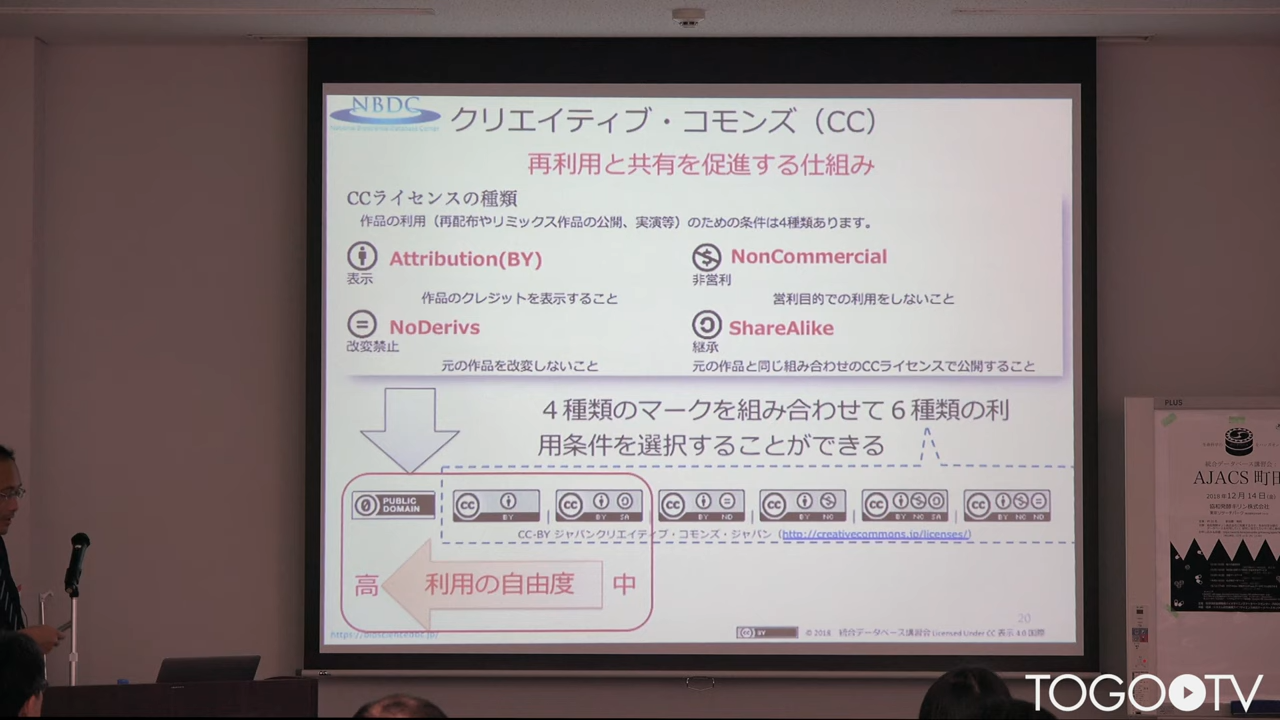 NBDC
クリエイティブ・コモンズ（CC）
再利用と共有を促進する仕組み
CCライセンスの種類
作品の利用（再配布やリミックス作品の公開、実演等）のための条件は4種類あります。
Attribution(BY)
表示
作品のクレジットを表示すること
NonCommercial
非営利
営利目的での利用をしないこと
NoDerivs
改変禁止
元の作品を改変しないこと
ShareAlike
継承
元の作品と同じ組み合わせのCCライセンスで公開すること
４種類のマークを組み合わせて６種類の利
用条件を選択することができる
PUBLIC DOMAIN
cc BY
cc BY SA
cc BY ND
cc BY NC
cc BY NC SA
cc BY NC ND
CC-BY ジャパンクリエイティブ・コモンズ・ジャパン（http://creativecommons.jp/licenses/）
高
利用の自由度
中
20
cc BY
© 2018 統合データベース講習会 Licensed Under CC 表示 4.0 国際
PLUS
AJACS 町田
2018年12月14日
TOGO TV